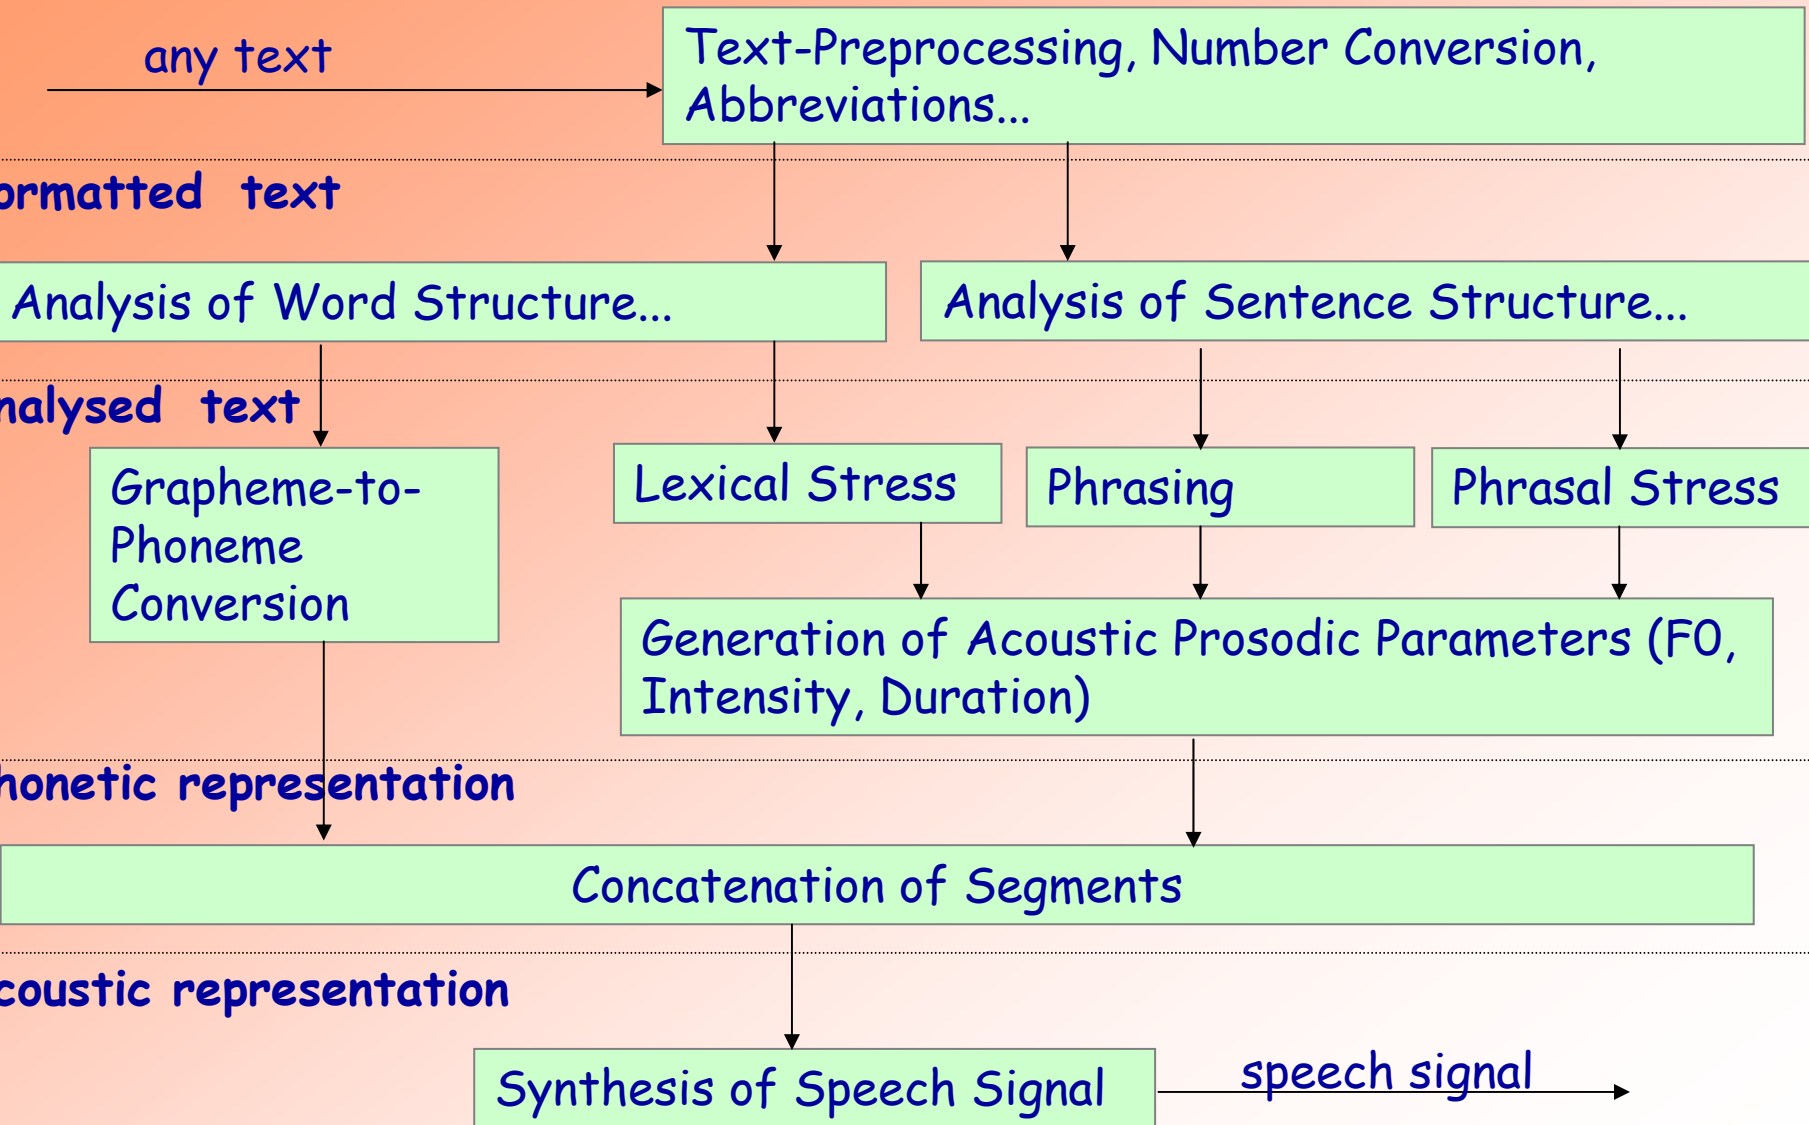 any text
Text-Preprocessing, Number Conversion,
Abbreviations...
ormatted text
Analysis of Word Structure...
Analysis of Sentence Structure...
nalysed text
Grapheme-to-
Phoneme
Conversion
Lexical Stress
Phrasing
Phrasal Stress
Generation of Acoustic Prosodic Parameters (F0,
Intensity, Duration)
honetic representation
Concatenation of Segments
coustic representation
Synthesis of Speech Signal
speech signal